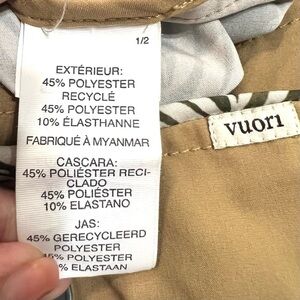 1/2
EXTÉRIEUR:
45% POLYESTER
RECYCLÉ
45% POLYESTER
10% ÉLASTHANNE
FABRIQUÉ À MYANMAR
CASCARA:
45% POLIÉSTER RECI-
CLADO
45% POLIÉSTER
10% ELASTANO
JAS:
45% GERECYCLEERD
POLYESTER
45% POLYESTER
% ELASTAAN
vuori